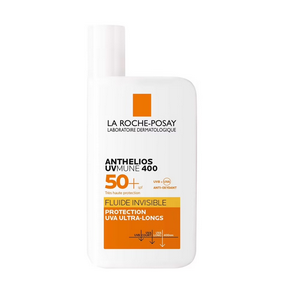 LA ROCHE-POSAY
LABORATOIRE DERMATOLOGIQUE
ANTHELIOS
UVMUNE 400
50+
FLUIDE INVISIBLE
PROTECTION
UVA ULTRA-LONGS